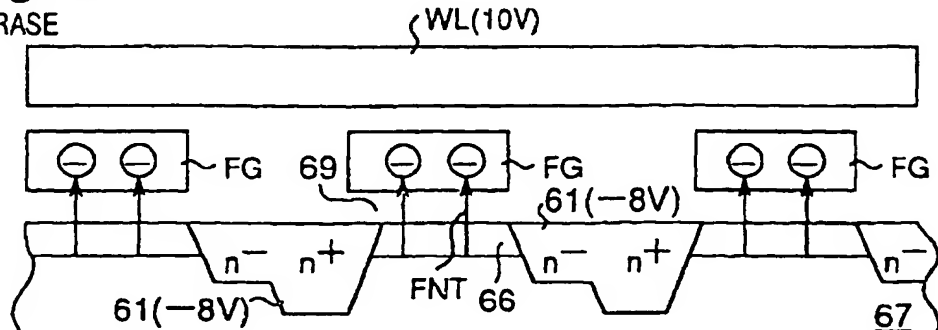 RASE
WL(10V)
FG
69
FG
61(−8V)
FG
n−
n+
FNT
66
n−
n+
61(−8V)
67